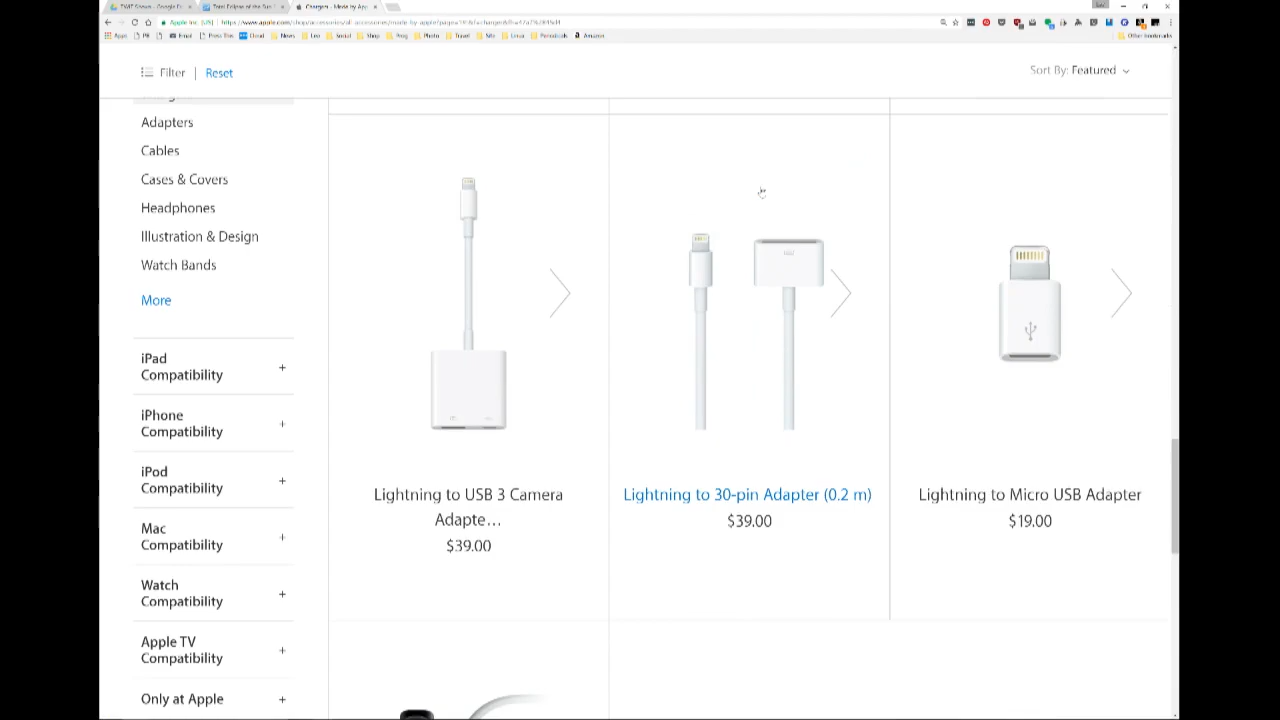 Filter | Reset
Sort By: Featured
Adapters
Cables
Cases & Covers
Headphones
Illustration & Design
Watch Bands
More
iPad
Compatibility
+
iPhone
Compatibility
+
iPod
Compatibility
+
Mac
Compatibility
+
Watch
Compatibility
+
Apple TV
Compatibility
+
Only at Apple
+
Lightning to USB 3 Camera
Adapte...
$39.00
Lightning to 30-pin Adapter (0.2 m)
$39.00
Lightning to Micro USB Adapter
$19.00